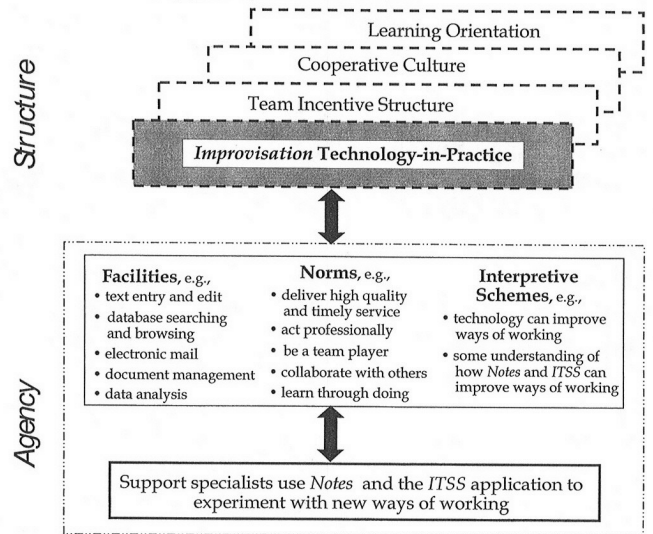 Structure
Learning Orientation
Cooperative Culture
Team Incentive Structure
Improvisation Technology-in-Practice
Agency
Facilities, e.g.,
• text entry and edit
• database searching
and browsing
• electronic mail
• document management
• data analysis
Norms, e.g.,
• deliver high quality
and timely service
• act professionally
• be a team player
• collaborate with others
• learn through doing
Interpretive
Schemes, e.g.,
• technology can improve
ways of working
• some understanding of
how Notes and ITSS can
improve ways of working
Support specialists use Notes and the ITSS application to
experiment with new ways of working